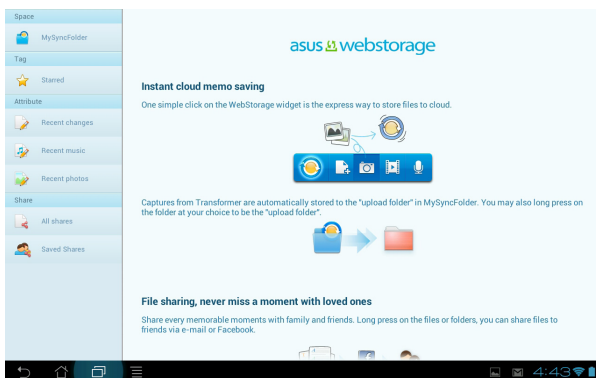 Space
MySyncFolder
Tag
Starred
Attribute
Recent changes
Recent music
Recent photos
Share
All shares
Saved Shares
asus webstorage
Instant cloud memo saving
One simple click on the WebStorage widget is the express way to store files to cloud.
Captures from Transformer are automatically stored to the "upload folder" in MySyncFolder. You may also long press on
the folder at your choice to be the "upload folder".
File sharing, never miss a moment with loved ones
Share every memorable moments with family and friends. Long press on the files or folders, you can share files to
friends via e-mail or Facebook.
4:43